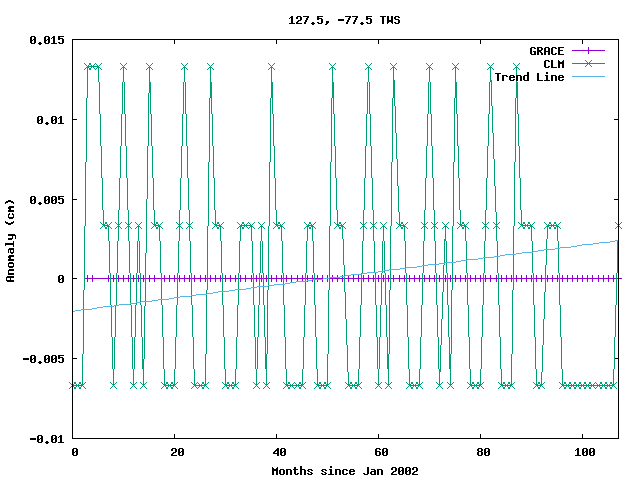 127.5, -77.5 TWS
GRACE
CLM
Trend Line
0.015
0.01
0.005
0
-0.005
-0.01
Anomaly (cm)
0 20 40 60 80 100
Months since Jan 2002